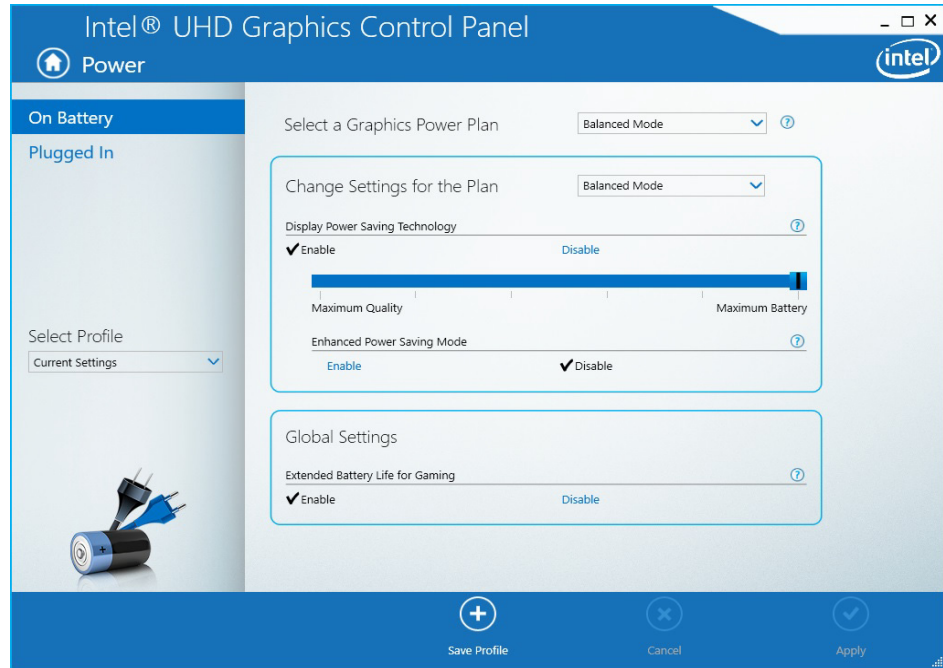 Intel® UHD Graphics Control Panel
Power
intel
On Battery
Plugged In
Select Profile
Current Settings
Select a Graphics Power Plan
Balanced Mode
?
Change Settings for the Plan
Balanced Mode
Display Power Saving Technology
?
Enable
Disable
Maximum Quality
Maximum Battery
Enhanced Power Saving Mode
?
Enable
Disable
Global Settings
Extended Battery Life for Gaming
?
Enable
Disable
Save Profile
Cancel
Apply